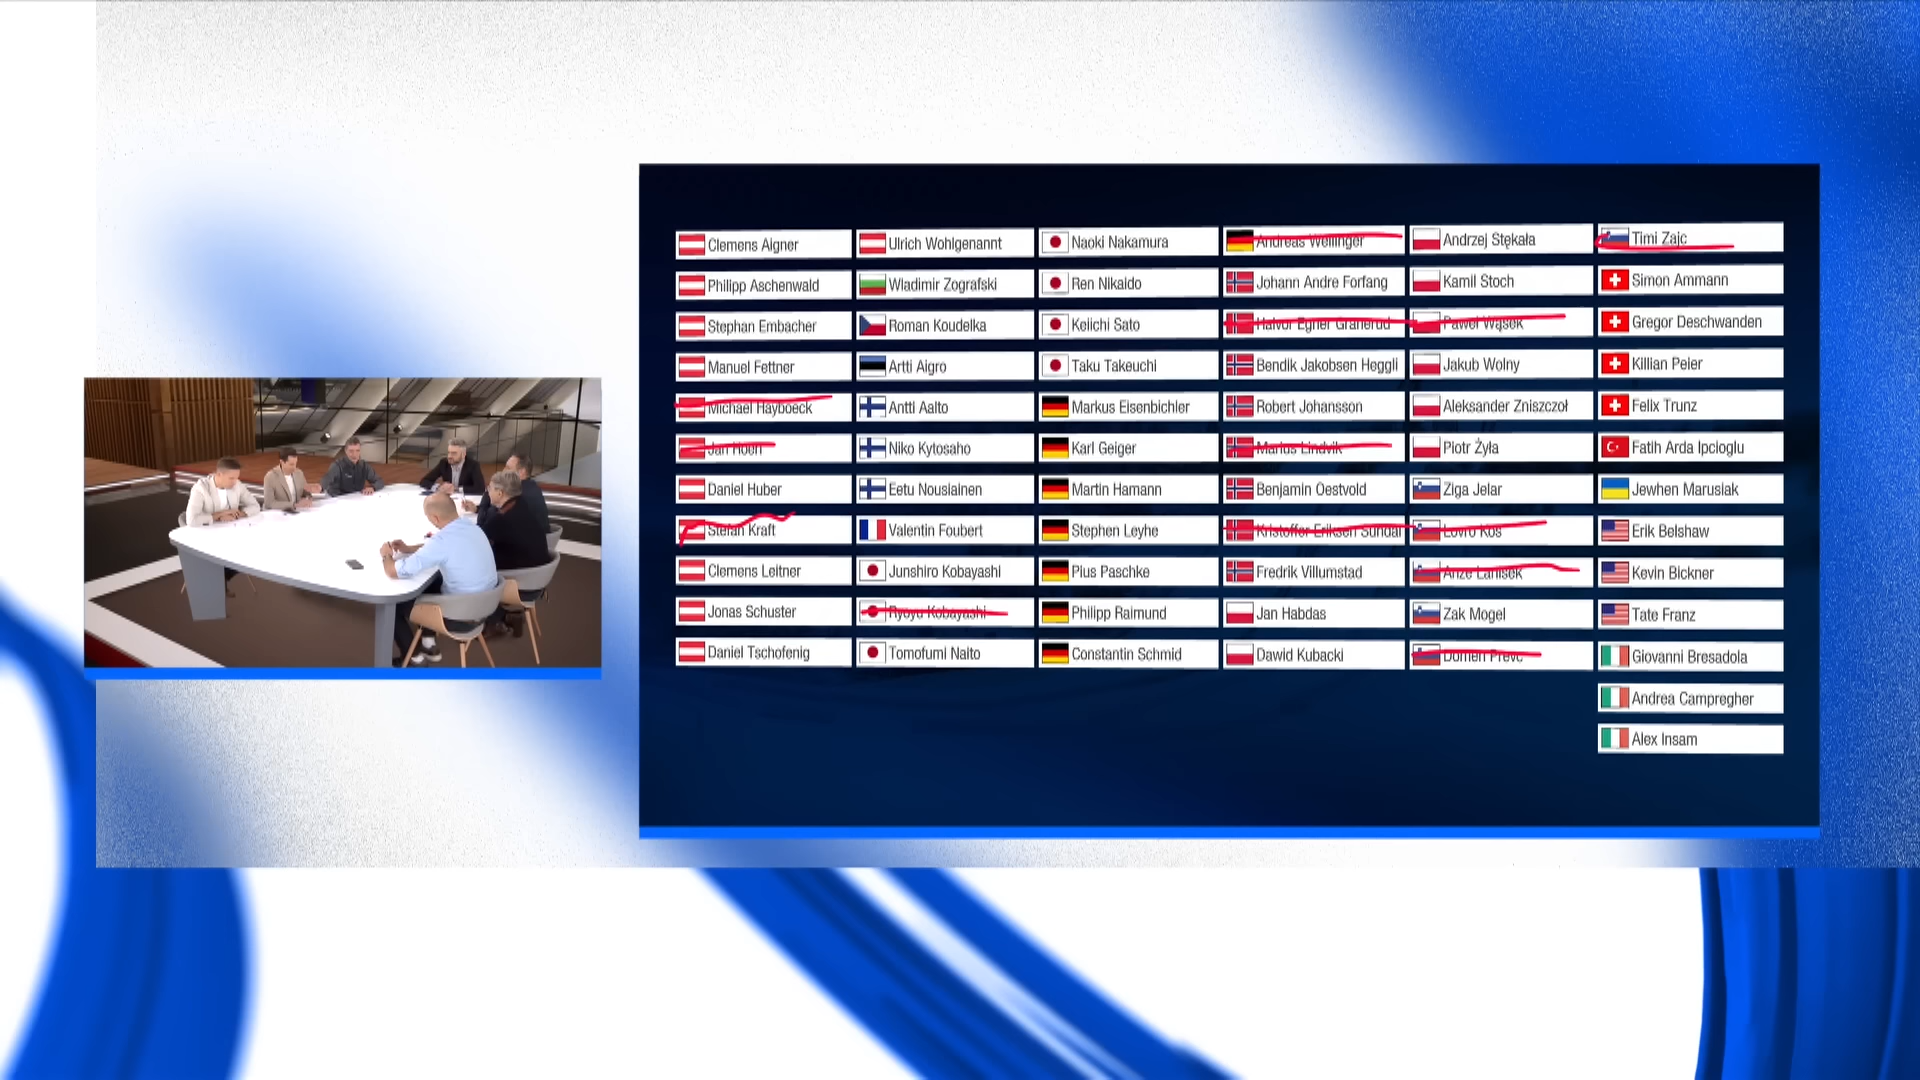 Clemens Aigner
Philipp Aschenwald
Stephan Embacher
Manuel Fettner
Michael Hayboeck
Jan Hoerl
Daniel Huber
Stefan Kraft
Clemens Leitner
Jonas Schuster
Daniel Tschofenig
Ulrich Wohlgenannt
Wladimir Zografski
Roman Koudelka
Artti Aigro
Antti Aalto
Niko Kytosaho
Eetu Nousiainen
Valentin Foubert
Junshiro Kobayashi
Ryoyu Kobayashi
Tomofumi Naito
Naoki Nakamura
Ren Nikaido
Keiichi Sato
Taku Takeuchi
Markus Eisenbichler
Karl Geiger
Martin Hamann
Stephen Leyhe
Pius Paschke
Philipp Raimund
Constantin Schmid
Andreas Wellinger
Johann Andre Forfang
Halvor Egner Granerud
Bendik Jakobsen Heggli
Robert Johansson
Marius Lindvik
Benjamin Oestvold
Kristoffer Eriksen Sundal
Fredrik Villumstad
Jan Habdas
Dawid Kubacki
Andrzej Stękała
Kamil Stoch
Paweł Wąsek
Jakub Wolny
Aleksander Zniszczoł
Piotr Żyła
Ziga Jelar
Lovro Kos
Anze Lanisek
Zak Mogel
Domen Prevc
Timi Zajc
Simon Ammann
Gregor Deschwanden
Killian Peier
Felix Trunz
Fatih Arda Ipcioglu
Jewhen Marusiak
Erik Belshaw
Kevin Bickner
Tate Franz
Giovanni Bresadola
Andrea Campregher
Alex Insam